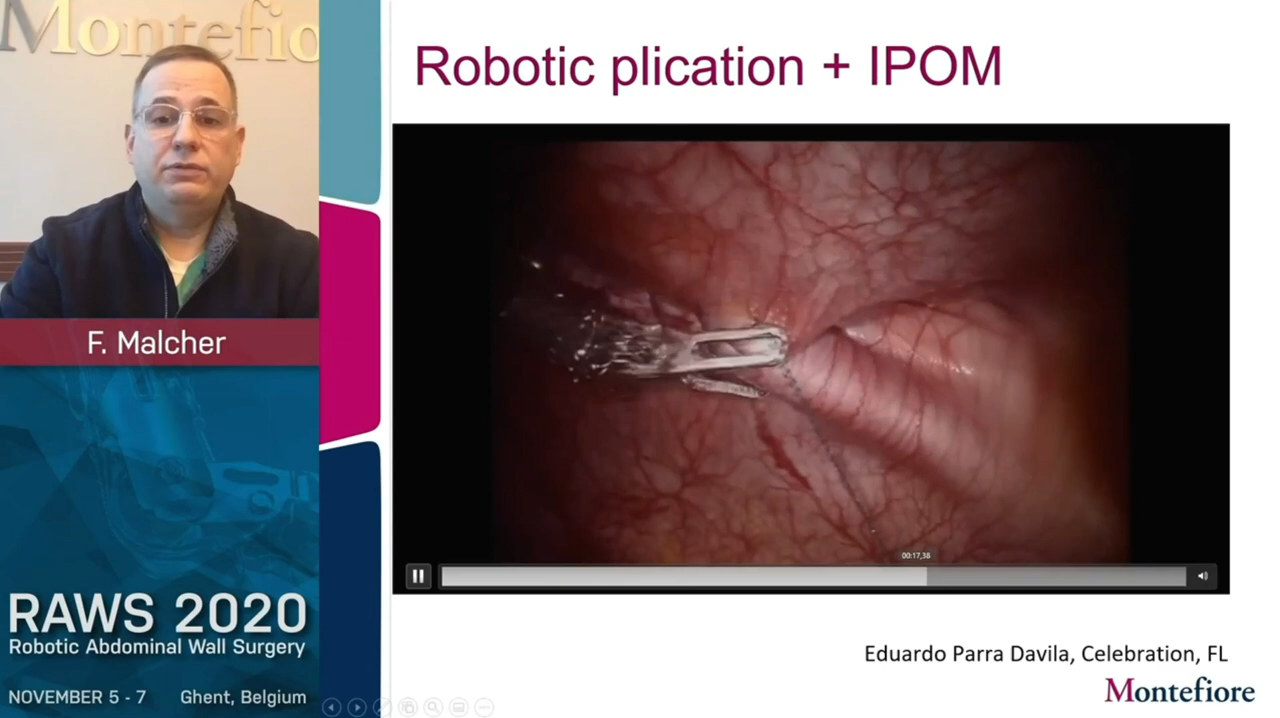 Montefio
Robotic plication + IPOM
F. Malcher
00:17,38
RAWS 2020
Robotic Abdominal Wall Surgery
NOVEMBER 5 - 7 Ghent, Belgium
Eduardo Parra Davila, Celebration, FL
Montefiore